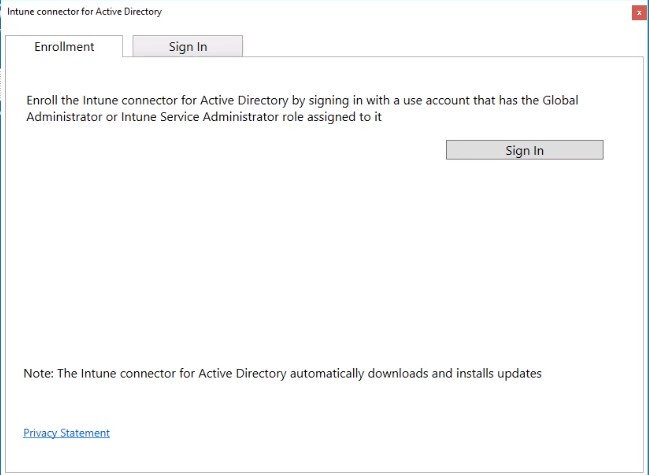 Intune connector for Active Directory
x
Enrollment
Sign In
Enroll the Intune connector for Active Directory by signing in with a use account that has the Global
Administrator or Intune Service Administrator role assigned to it
Sign In
Note: The Intune connector for Active Directory automatically downloads and installs updates
Privacy Statement